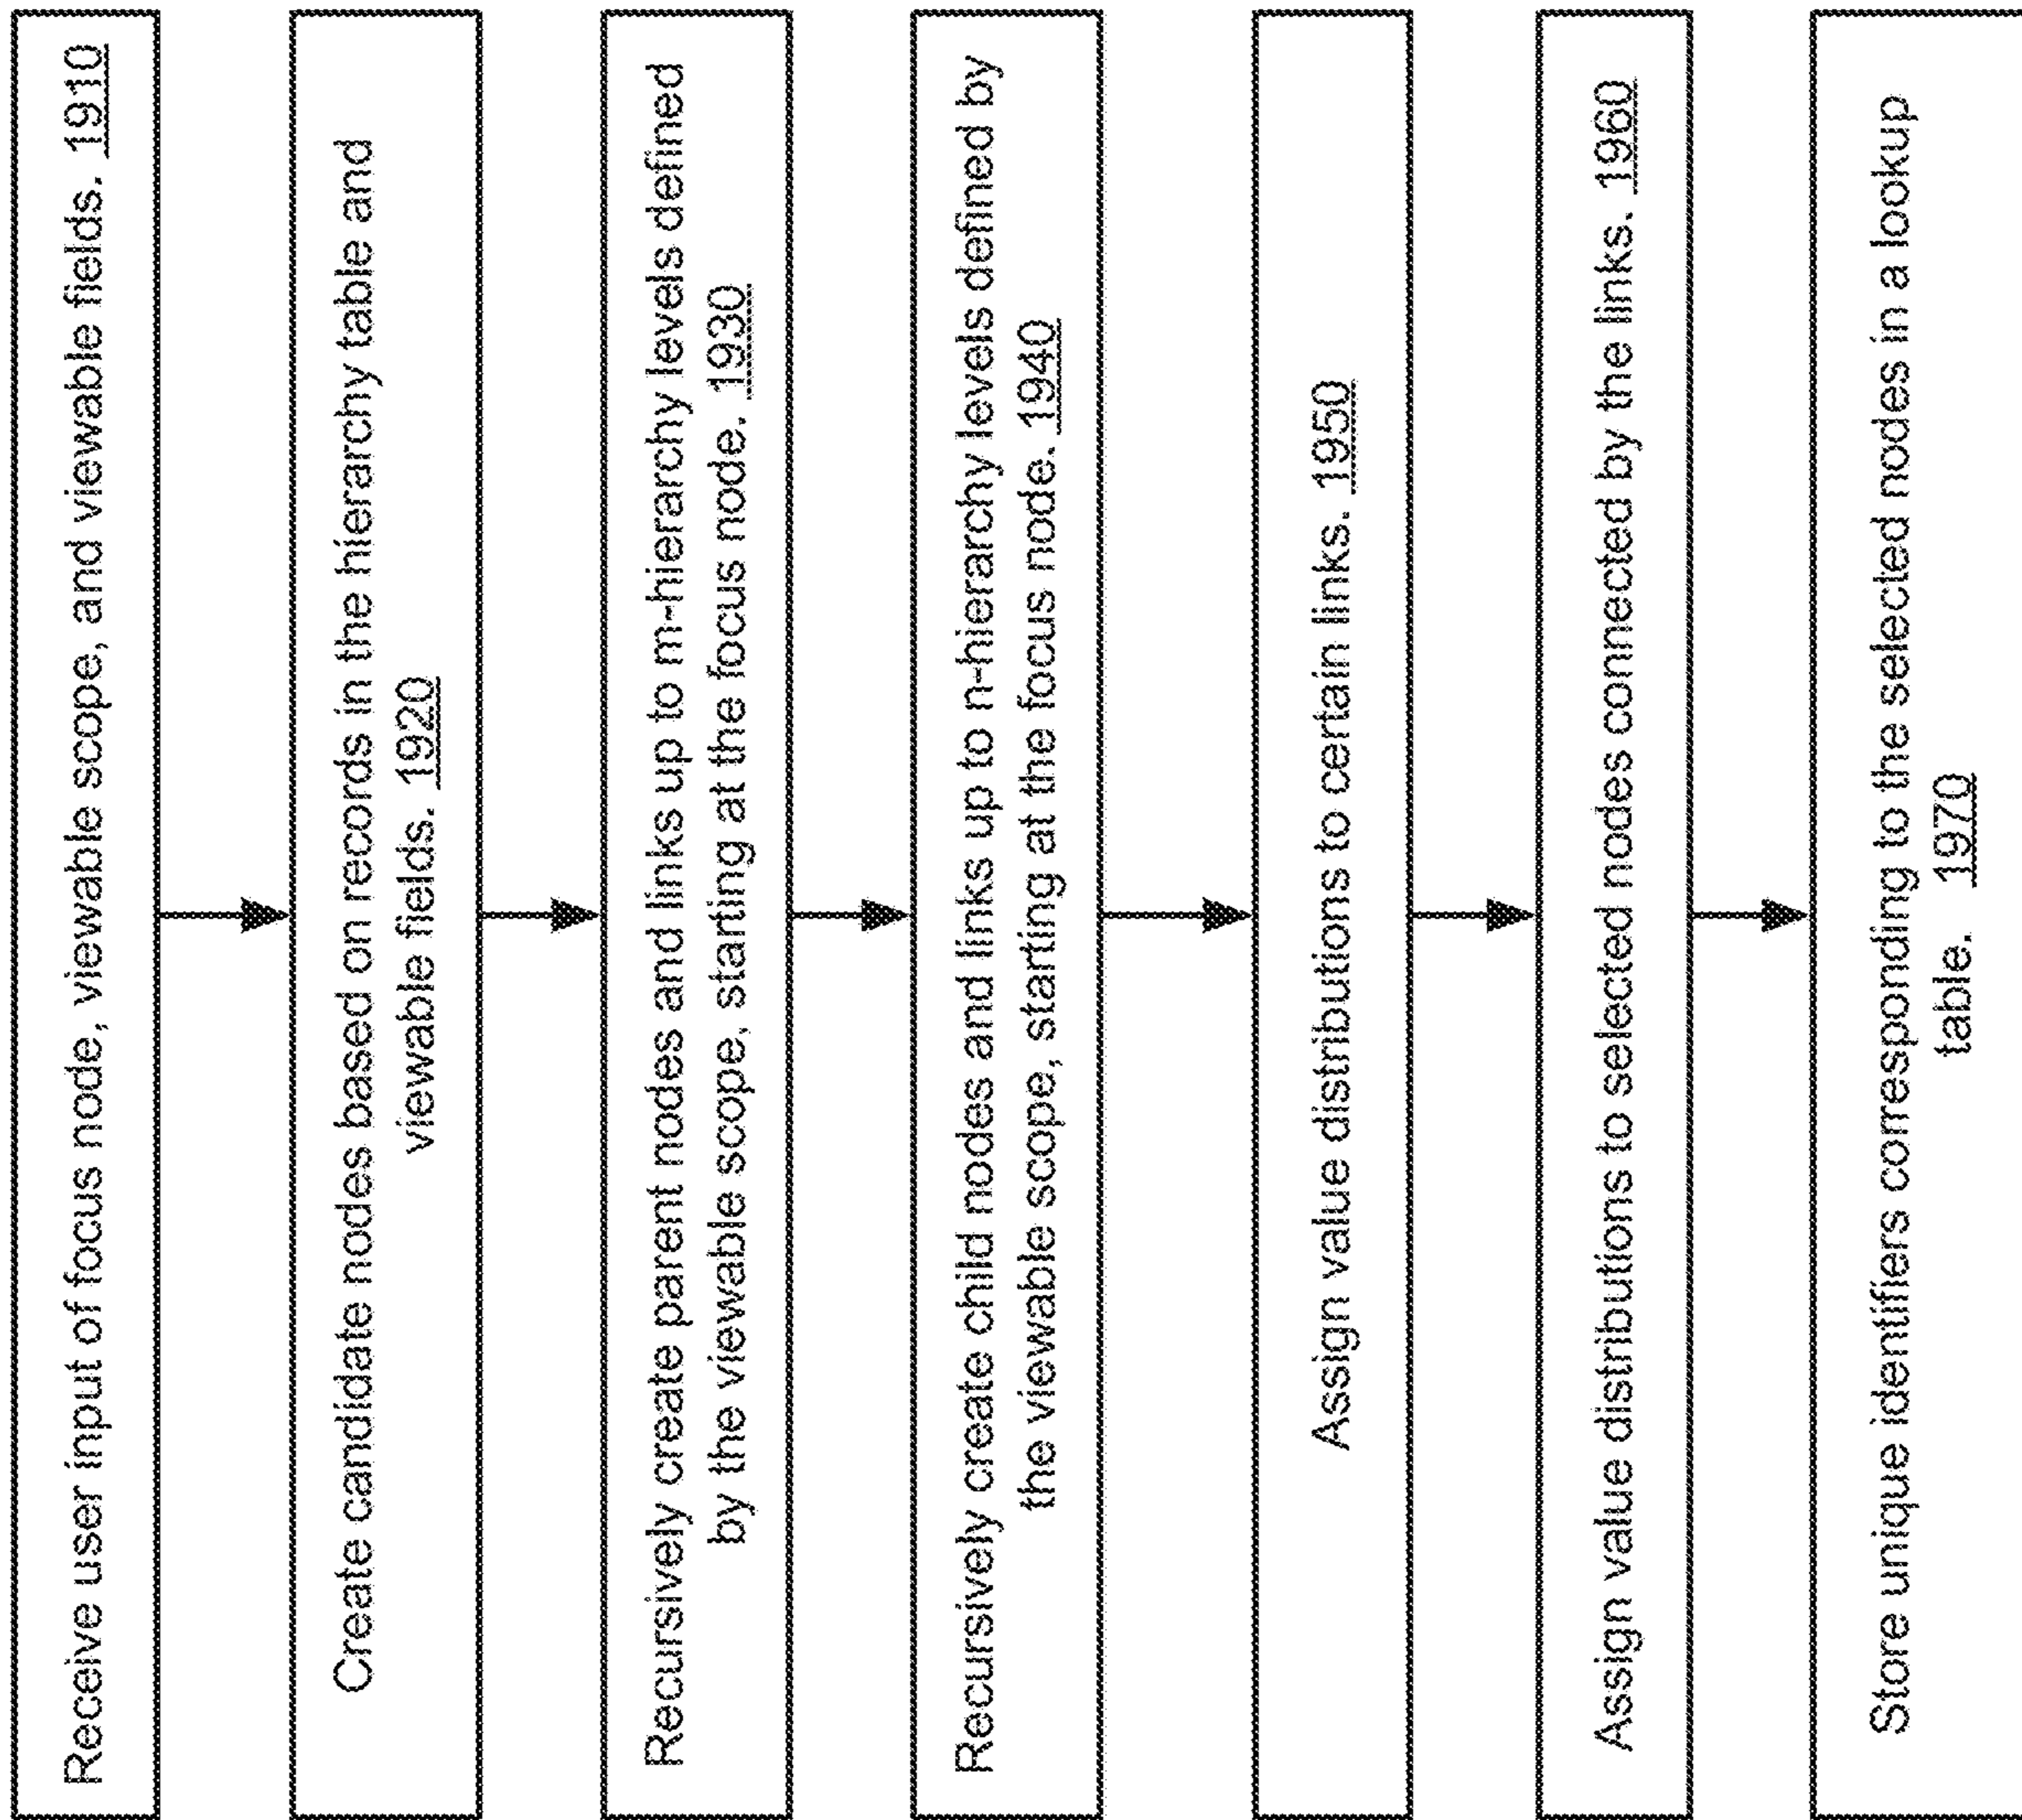 Receive user input of focus node, viewable scope, and viewable fields. 1910
Create candidate nodes based on records in the hierarchy table and
viewable fields. 1920
Recursively create parent nodes and links up to m-hierarchy levels defined
by the viewable scope, starting at the focus node. 1930
Recursively create child nodes and links up to n-hierarchy levels defined by
the viewable scope, starting at the focus node. 1940
Assign value distributions to certain links. 1950
Assign value distributions to selected nodes connected by the links. 1960
Store unique identifiers corresponding to the selected nodes in a lookup
table. 1970